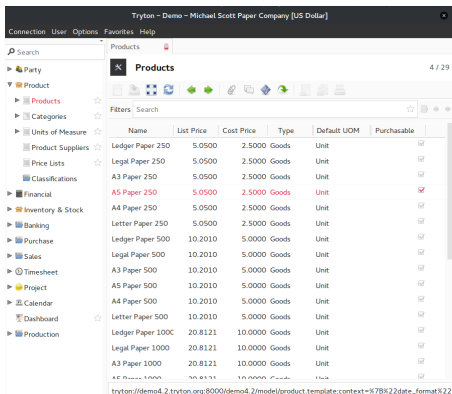 Tryton - Demo - Michael Scott Paper Company [US Dollar]
Connection User Options Favorites Help
Search
Party
Product
Products
Categories
Units of Measure
Product Suppliers
Price Lists
Classifications
Financial
Inventory & Stock
Banking
Purchase
Sales
Timesheet
Project
Calendar
Dashboard
Production
Products
Products
4 / 29
Filters Search
Name List Price Cost Price Type Default UOM Purchasable
Ledger Paper 250 5.0500 2.5000 Goods Unit
Legal Paper 250 5.0500 2.5000 Goods Unit
A3 Paper 250 5.0500 2.5000 Goods Unit
A5 Paper 250 5.0500 2.5000 Goods Unit
A4 Paper 250 5.0500 2.5000 Goods Unit
Letter Paper 250 5.0500 2.5000 Goods Unit
Ledger Paper 500 10.2010 5.0000 Goods Unit
Legal Paper 500 10.2010 5.0000 Goods Unit
A3 Paper 500 10.2010 5.0000 Goods Unit
A5 Paper 500 10.2010 5.0000 Goods Unit
A4 Paper 500 10.2010 5.0000 Goods Unit
Letter Paper 500 10.2010 5.0000 Goods Unit
Ledger Paper 1000 20.8121 10.0000 Goods Unit
Legal Paper 1000 20.8121 10.0000 Goods Unit
A3 Paper 1000 20.8121 10.0000 Goods Unit
A5 Paper 1000 20.8121 10.0000 Goods Unit
tryton://demo4.2.tryton.org:8000/demo4.2/model/product.template;context=%7B%22date_format%22